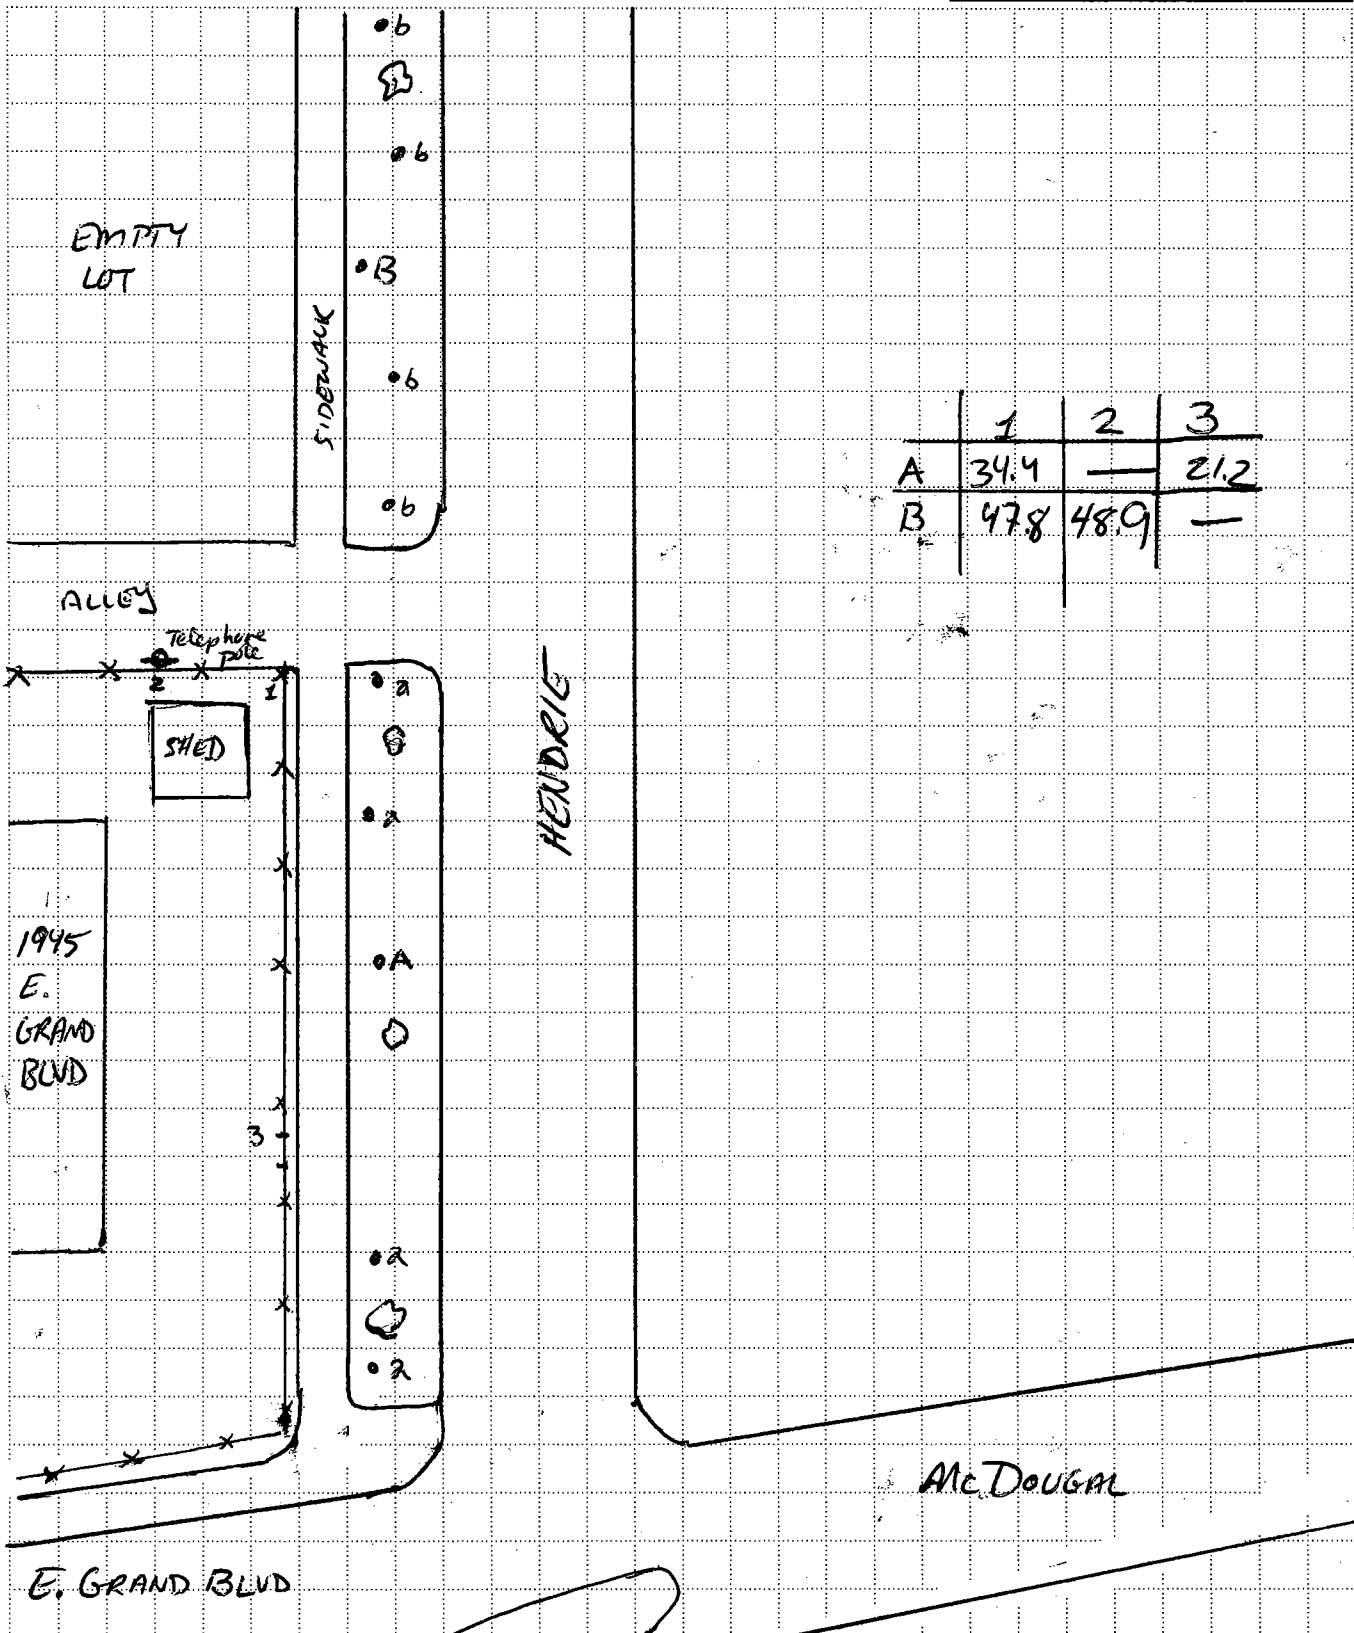 b
b
EMPTY
LOT
B
SIDEWALK
b
b
1 2 3
A 34.4 — 21.2
B 47.8 48.9 —
ALLEY
Telephone
pole
2
1
a
SHED
HENDRIE
a
1945
E.
GRAND
BLVD
A
3
a
a
McDOUGAL
E. GRAND BLVD